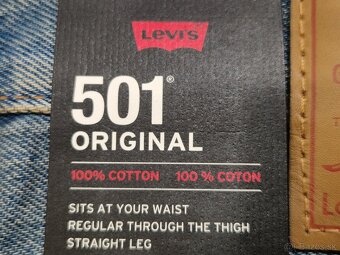 Levi's
501®
ORIGINAL
100% COTTON 100 % COTON
SITS AT YOUR WAIST
REGULAR THROUGH THE THIGH
STRAIGHT LEG